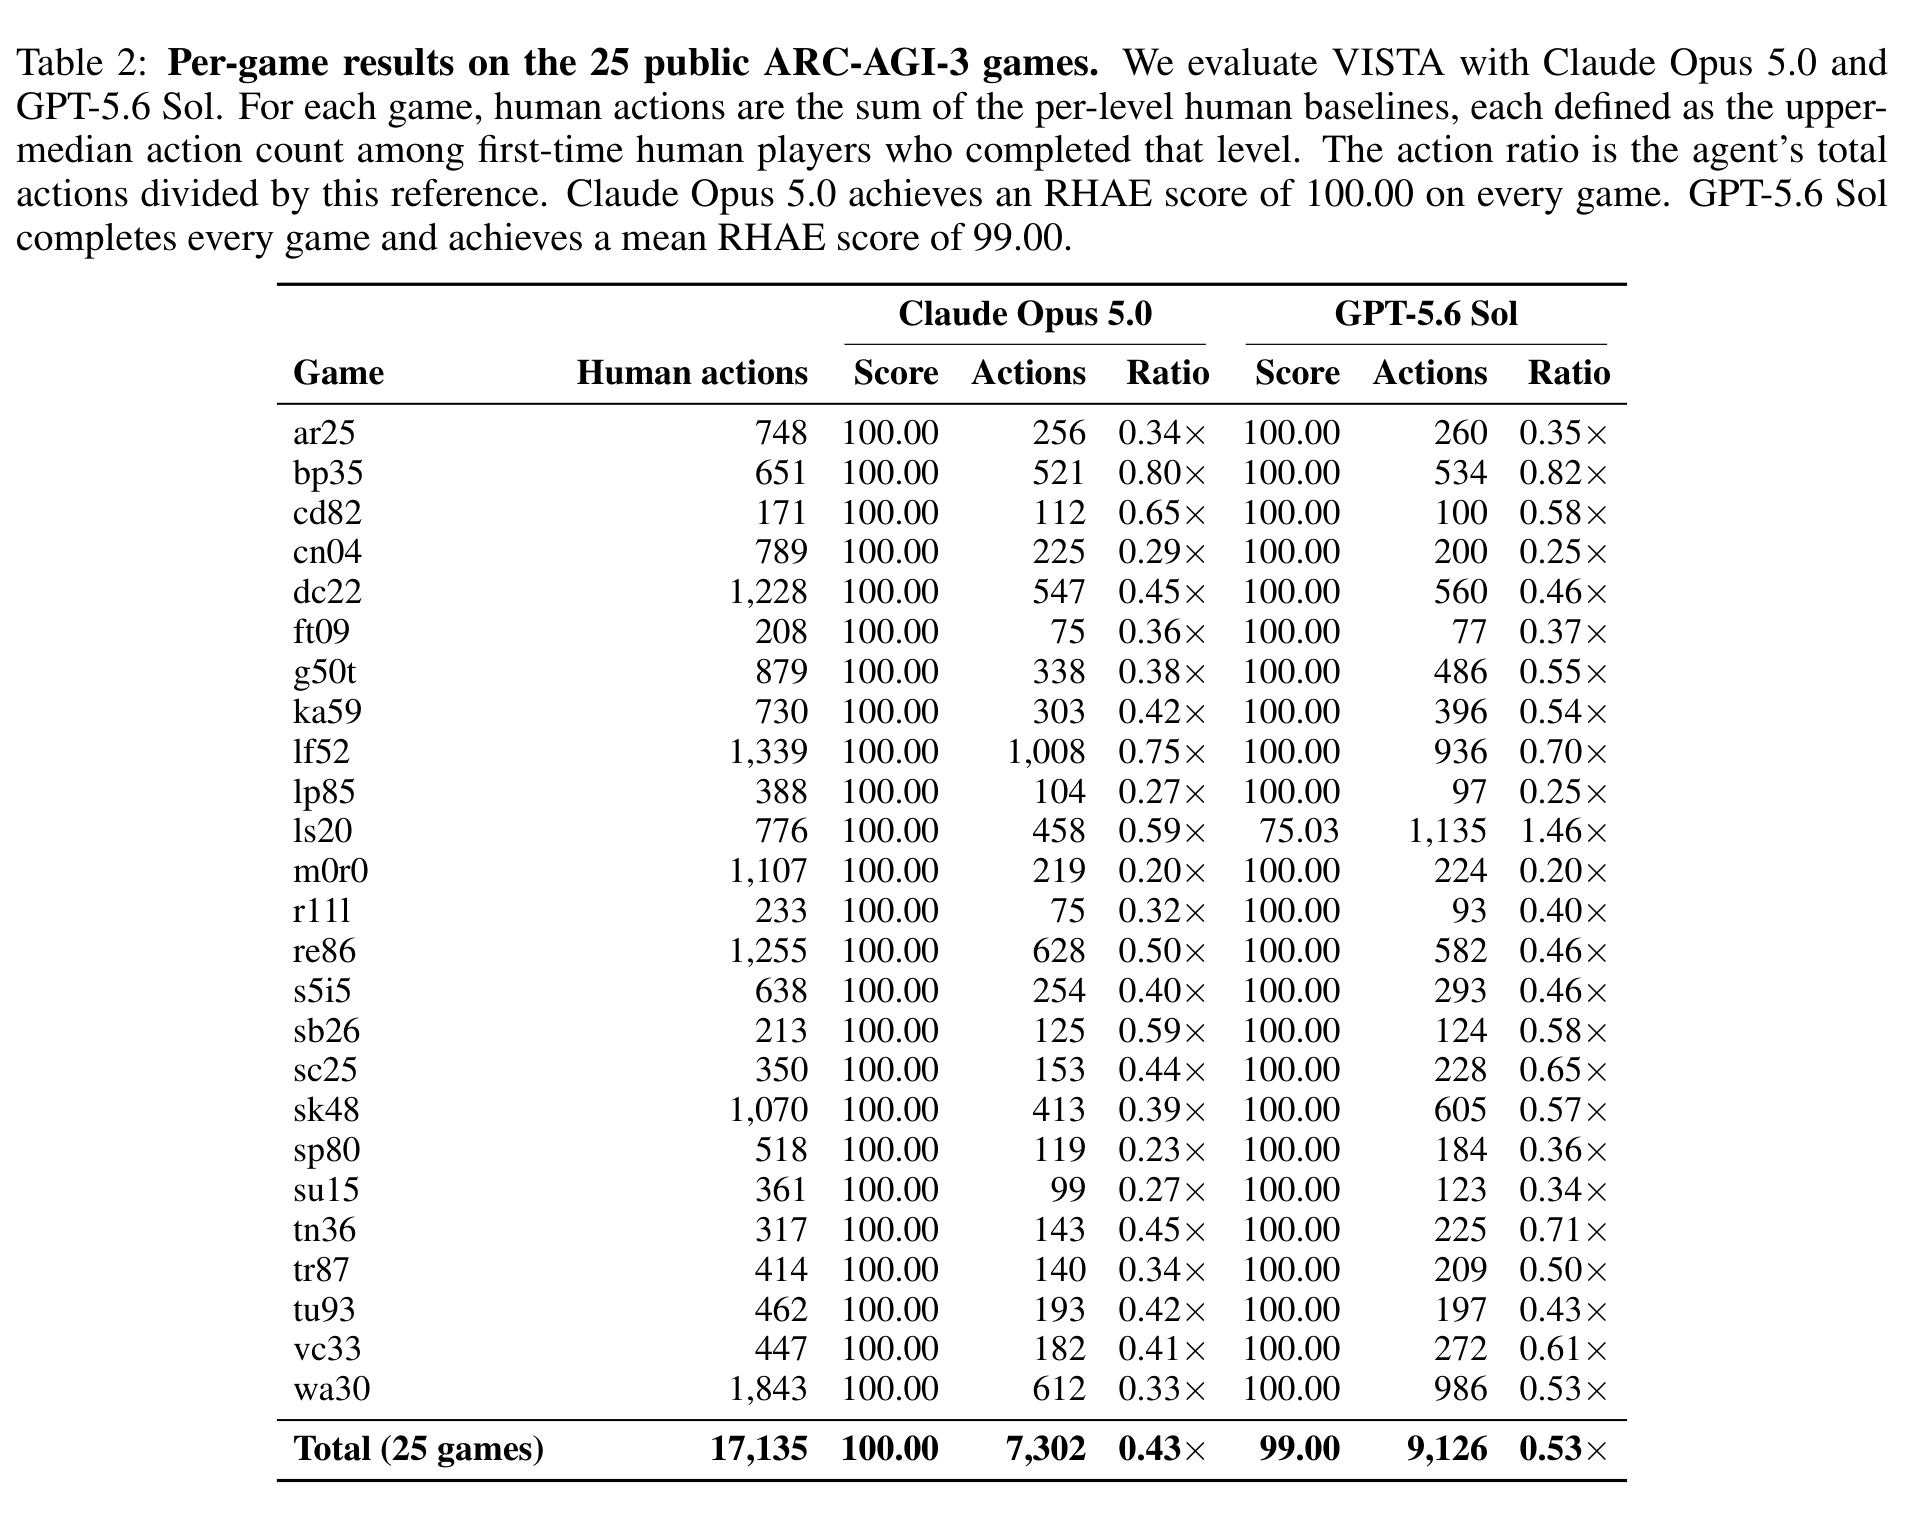 Table 2: Per-game results on the 25 public ARC-AGI-3 games. We evaluate VISTA with Claude Opus 5.0 and
GPT-5.6 Sol. For each game, human actions are the sum of the per-level human baselines, each defined as the upper-
median action count among first-time human players who completed that level. The action ratio is the agent's total
actions divided by this reference. Claude Opus 5.0 achieves an RHAE score of 100.00 on every game. GPT-5.6 Sol
completes every game and achieves a mean RHAE score of 99.00.
Claude Opus 5.0 GPT-5.6 Sol
Game Human actions Score Actions Ratio Score Actions Ratio
ar25 748 100.00 256 0.34× 100.00 260 0.35×
bp35 651 100.00 521 0.80× 100.00 534 0.82×
cd82 171 100.00 112 0.65× 100.00 100 0.58×
cn04 789 100.00 225 0.29× 100.00 200 0.25×
dc22 1,228 100.00 547 0.45× 100.00 560 0.46×
ft09 208 100.00 75 0.36× 100.00 77 0.37×
g50t 879 100.00 338 0.38× 100.00 486 0.55×
ka59 730 100.00 303 0.42× 100.00 396 0.54×
lf52 1,339 100.00 1,008 0.75× 100.00 936 0.70×
lp85 388 100.00 104 0.27× 100.00 97 0.25×
ls20 776 100.00 458 0.59× 75.03 1,135 1.46×
m0r0 1,107 100.00 219 0.20× 100.00 224 0.20×
r11l 233 100.00 75 0.32× 100.00 93 0.40×
re86 1,255 100.00 628 0.50× 100.00 582 0.46×
s5i5 638 100.00 254 0.40× 100.00 293 0.46×
sb26 213 100.00 125 0.59× 100.00 124 0.58×
sc25 350 100.00 153 0.44× 100.00 228 0.65×
sk48 1,070 100.00 413 0.39× 100.00 605 0.57×
sp80 518 100.00 119 0.23× 100.00 184 0.36×
su15 361 100.00 99 0.27× 100.00 123 0.34×
tn36 317 100.00 143 0.45× 100.00 225 0.71×
tr87 414 100.00 140 0.34× 100.00 209 0.50×
tu93 462 100.00 193 0.42× 100.00 197 0.43×
vc33 447 100.00 182 0.41× 100.00 272 0.61×
wa30 1,843 100.00 612 0.33× 100.00 986 0.53×
Total (25 games) 17,135 100.00 7,302 0.43× 99.00 9,126 0.53×